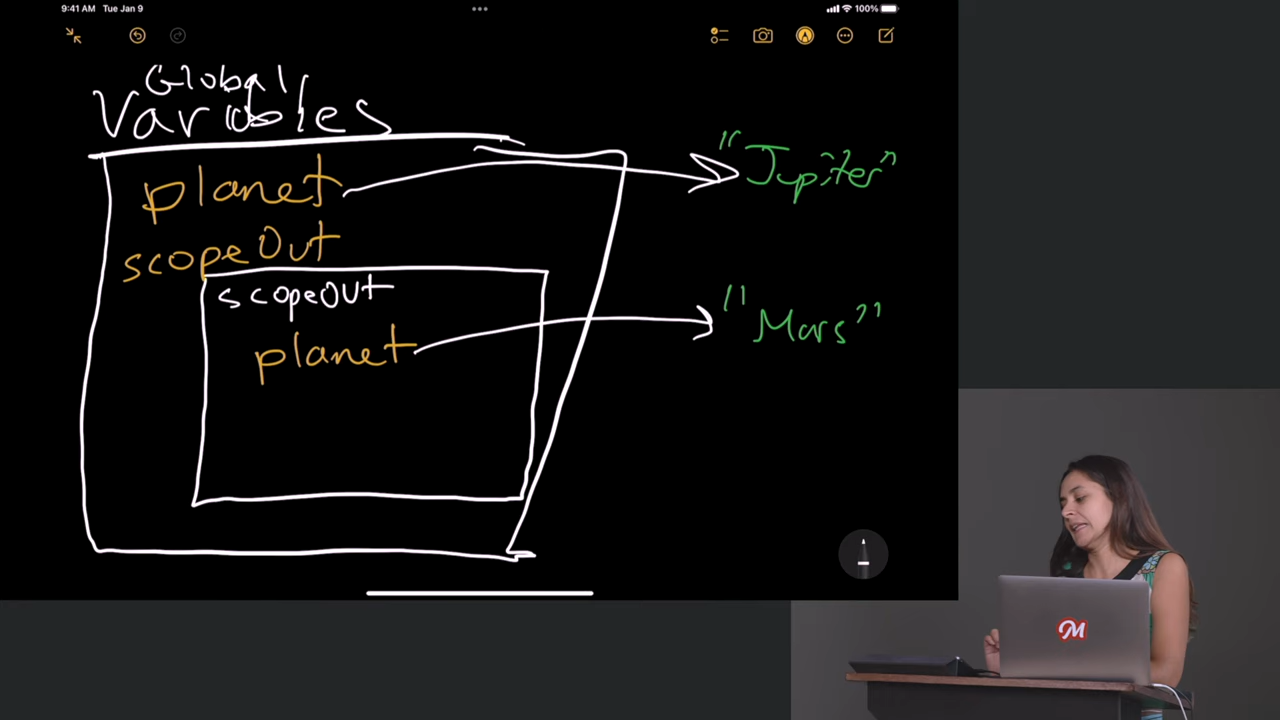 9:41 AM Tue Jan 9
100%
Global
Variables
planet
"Jupiter"
scopeOut
scopeOut
"Mars"
planet
M